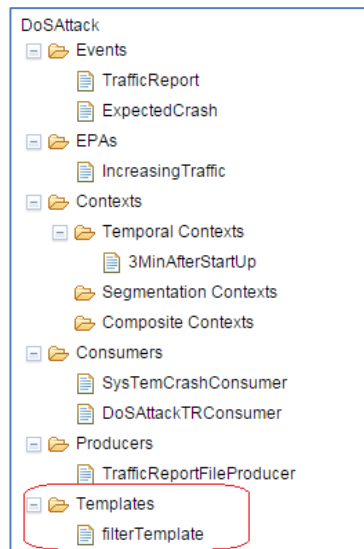 DoSAttack
Events
TrafficReport
ExpectedCrash
EPAs
IncreasingTraffic
Contexts
Temporal Contexts
3MinAfterStartUp
Segmentation Contexts
Composite Contexts
Consumers
SysTemCrashConsumer
DoSAttackTRConsumer
Producers
TrafficReportFileProducer
Templates
filterTemplate